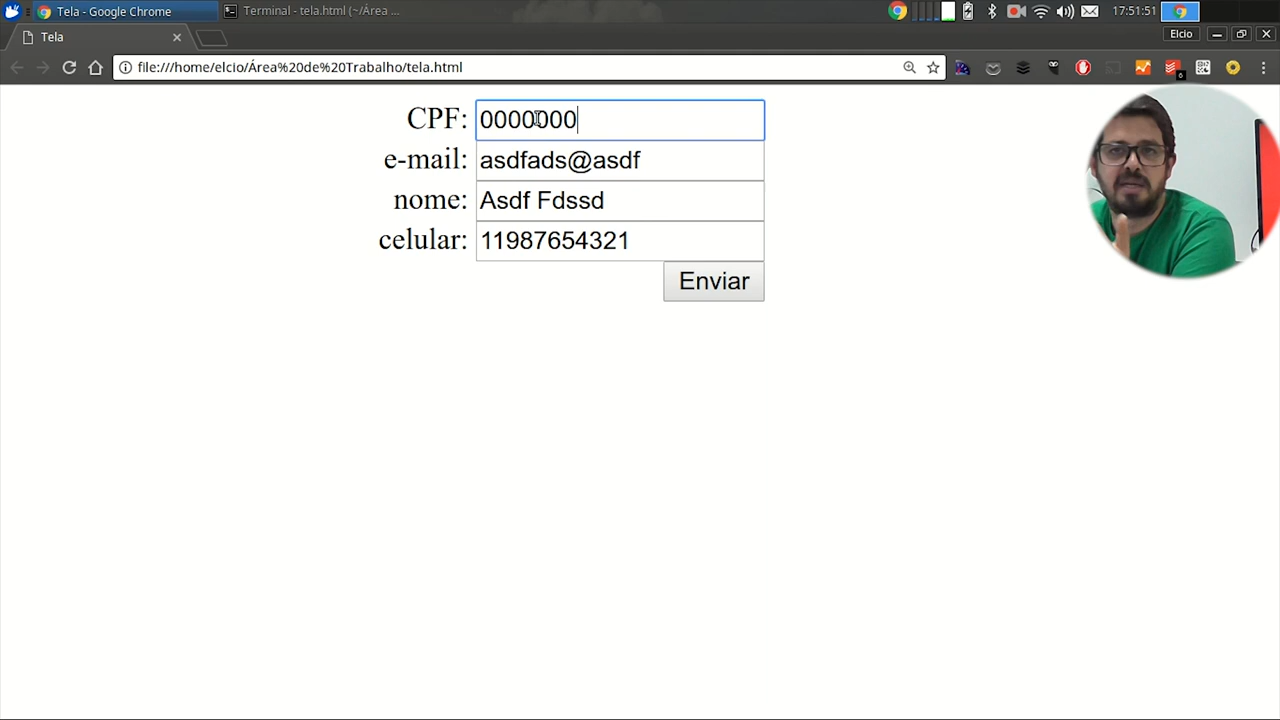 Tela - Google Chrome
Terminal - tela.html (~/Área ...
17:51:51
Tela
Elcio
file:///home/elcio/Área%20de%20Trabalho/tela.html
6
CPF: 0000000
e-mail: asdfads@asdf
nome: Asdf Fdssd
celular: 11987654321
Enviar